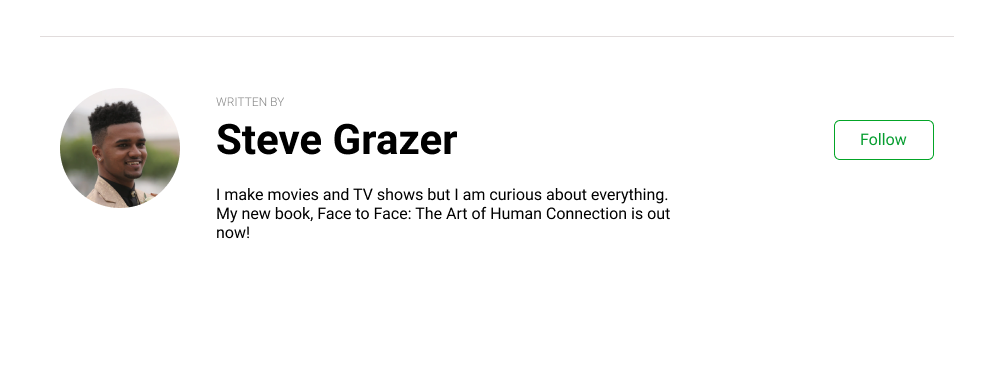 WRITTEN BY
Steve Grazer
Follow
I make movies and TV shows but I am curious about everything.
My new book, Face to Face: The Art of Human Connection is out
now!